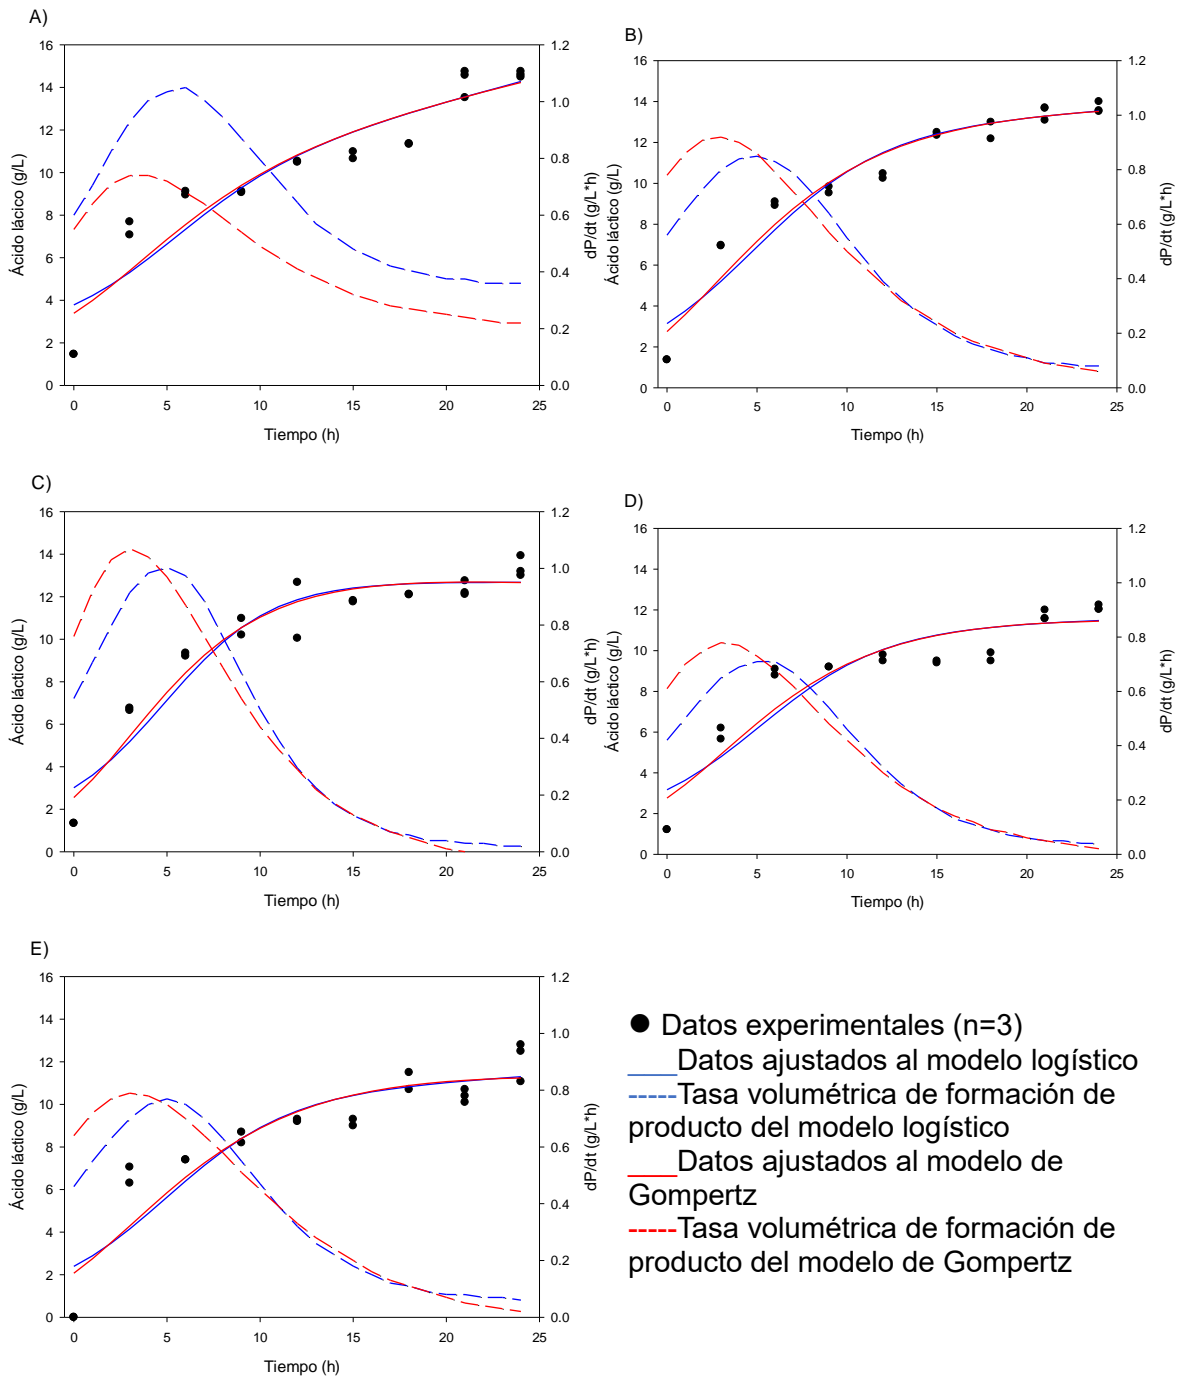 A)
16
14
12
10
8
6
4
2
0
Ácido lácico (g/L)
1.2
1.0
0.8
0.6
0.4
0.2
0.0
dP/dt (g/L*h)
0 5 10 15 20 25
Tiempo (h)
B)
16
14
12
10
8
6
4
2
0
Ácido láctico (g/L)
1.2
1.0
0.8
0.6
0.4
0.2
0.0
dP/dt (g/L*h)
0 5 10 15 20 25
Tiempo (h)
C)
16
14
12
10
8
6
4
2
0
Ácido láctico (g/L)
1.2
1.0
0.8
0.6
0.4
0.2
0.0
dP/dt (g/L*h)
0 5 10 15 20 25
Tiempo (h)
D)
16
14
12
10
8
6
4
2
0
Ácido láctico (g/L)
1.2
1.0
0.8
0.6
0.4
0.2
0.0
dP/dt (g/L*h)
0 5 10 15 20 25
Tiempo (h)
E)
16
14
12
10
8
6
4
2
0
Ácido láctico (g/L)
1.2
1.0
0.8
0.6
0.4
0.2
0.0
dP/dt (g/L*h)
0 5 10 15 20 25
Tiempo (h)
Datos experimentales (n=3)
Datos ajustados al modelo logístico
Tasa volumétrica de formación de
producto del modelo logístico
Datos ajustados al modelo de
Gompertz
Tasa volumétrica de formación de
producto del modelo de Gompertz